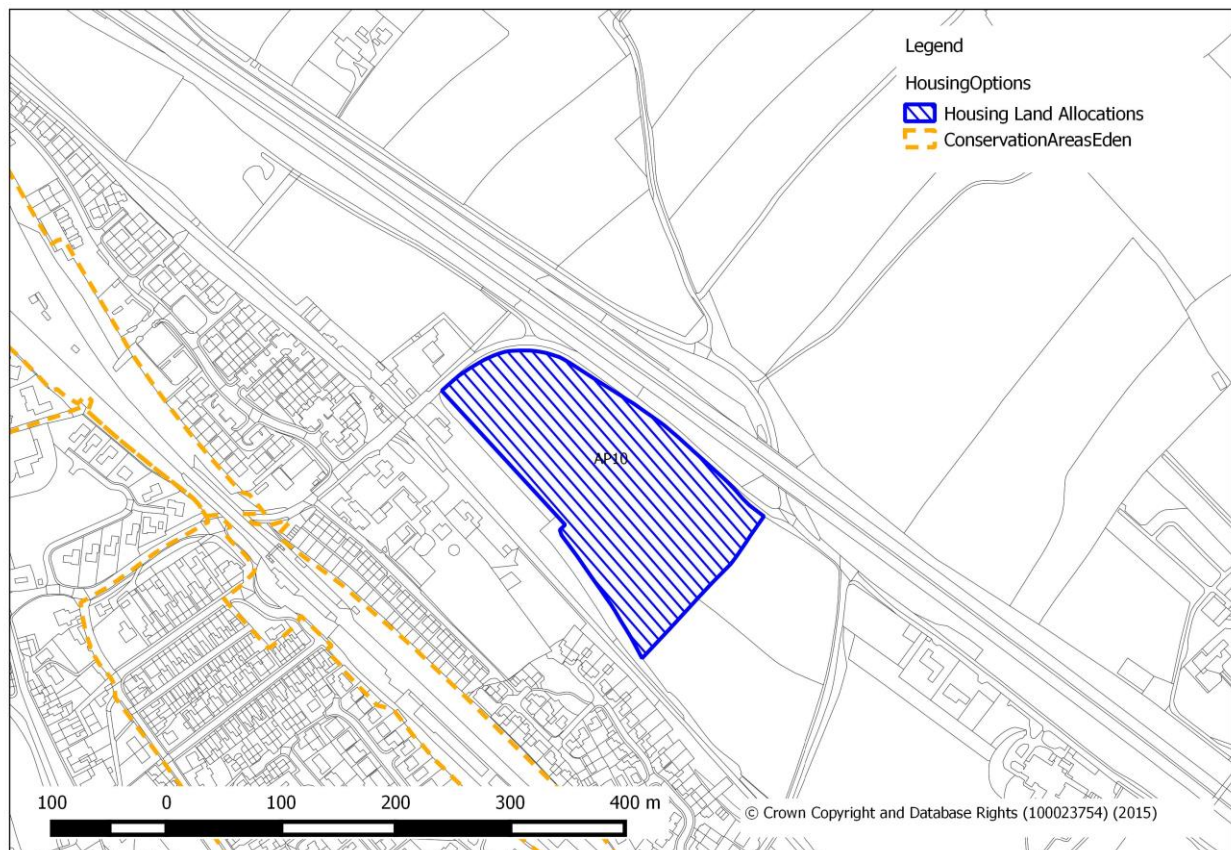 Legend
HousingOptions
Housing Land Allocations
ConservationAreasEden
AP10
100 0 100 200 300 400 m
© Crown Copyright and Database Rights (100023754) (2015)